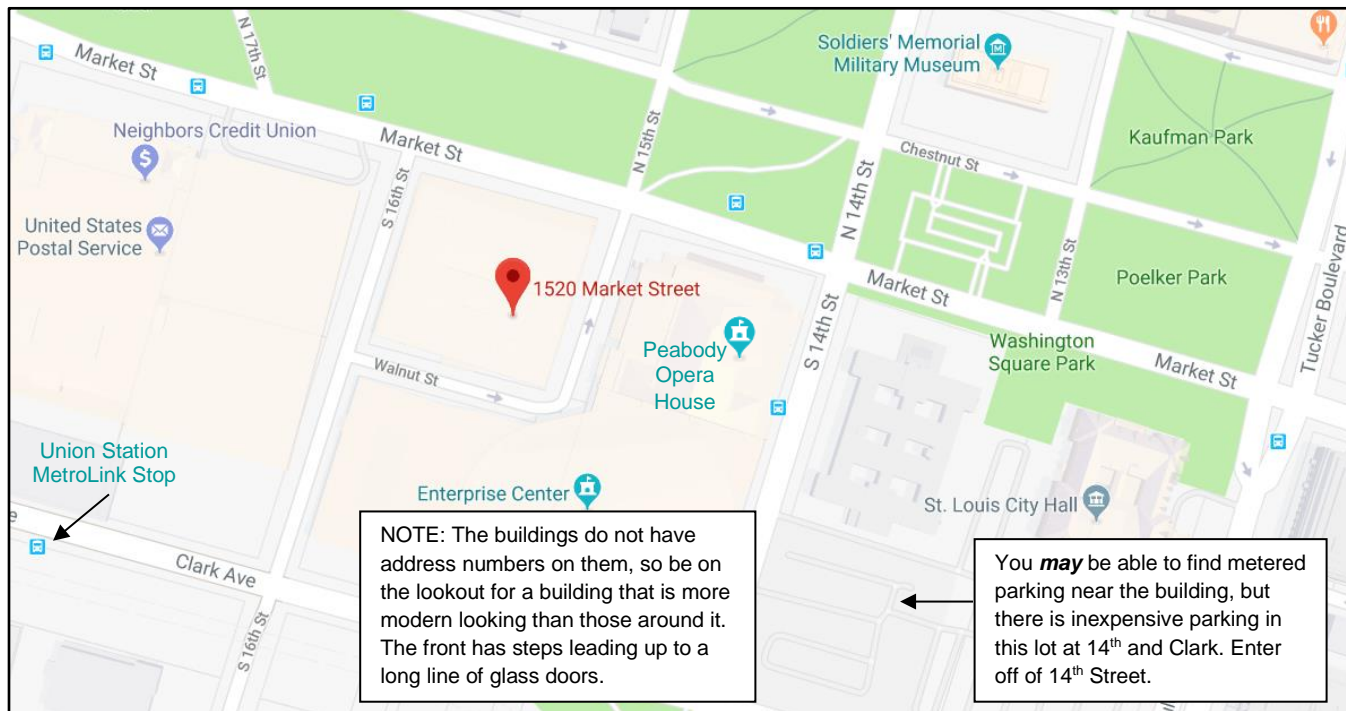 Market St
N 17th St
Soldiers' Memorial
Military Museum
Neighbors Credit Union
Market St
N 15th St
N 14th St
Chestnut St
Kaufman Park
United States
Postal Service
S 16th St
1520 Market Street
Market St
N 13th St
Poelker Park
Tucker Boulevard
Peabody
Opera
House
S 14th St
Washington
Square Park
Market St
Walnut St
Union Station
MetroLink Stop
Enterprise Center
St. Louis City Hall
Clark Ave
S 16th St
NOTE: The buildings do not have
address numbers on them, so be on
the lookout for a building that is more
modern looking than those around it.
The front has steps leading up to a
long line of glass doors.
You may be able to find metered
parking near the building, but
there is inexpensive parking in
this lot at 14th and Clark. Enter
off of 14th Street.